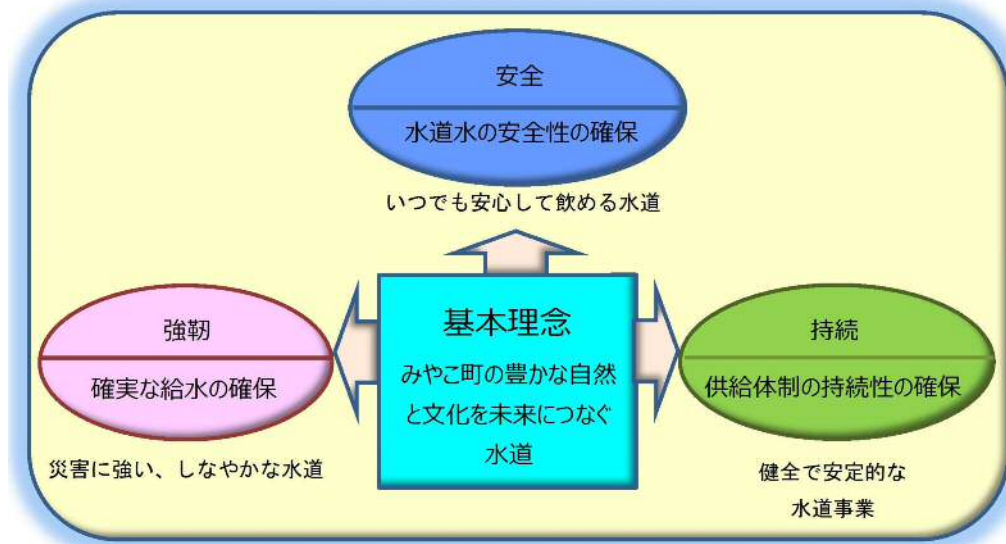 安全
水道水の安全性の確保
いつでも安心して飲める水道
基本理念
みやこ町の豊かな自然
と文化を未来につなぐ
水道
強靭
確実な給水の確保
災害に強い、しなやかな水道
持続
供給体制の持続性の確保
健全で安定的な
水道事業